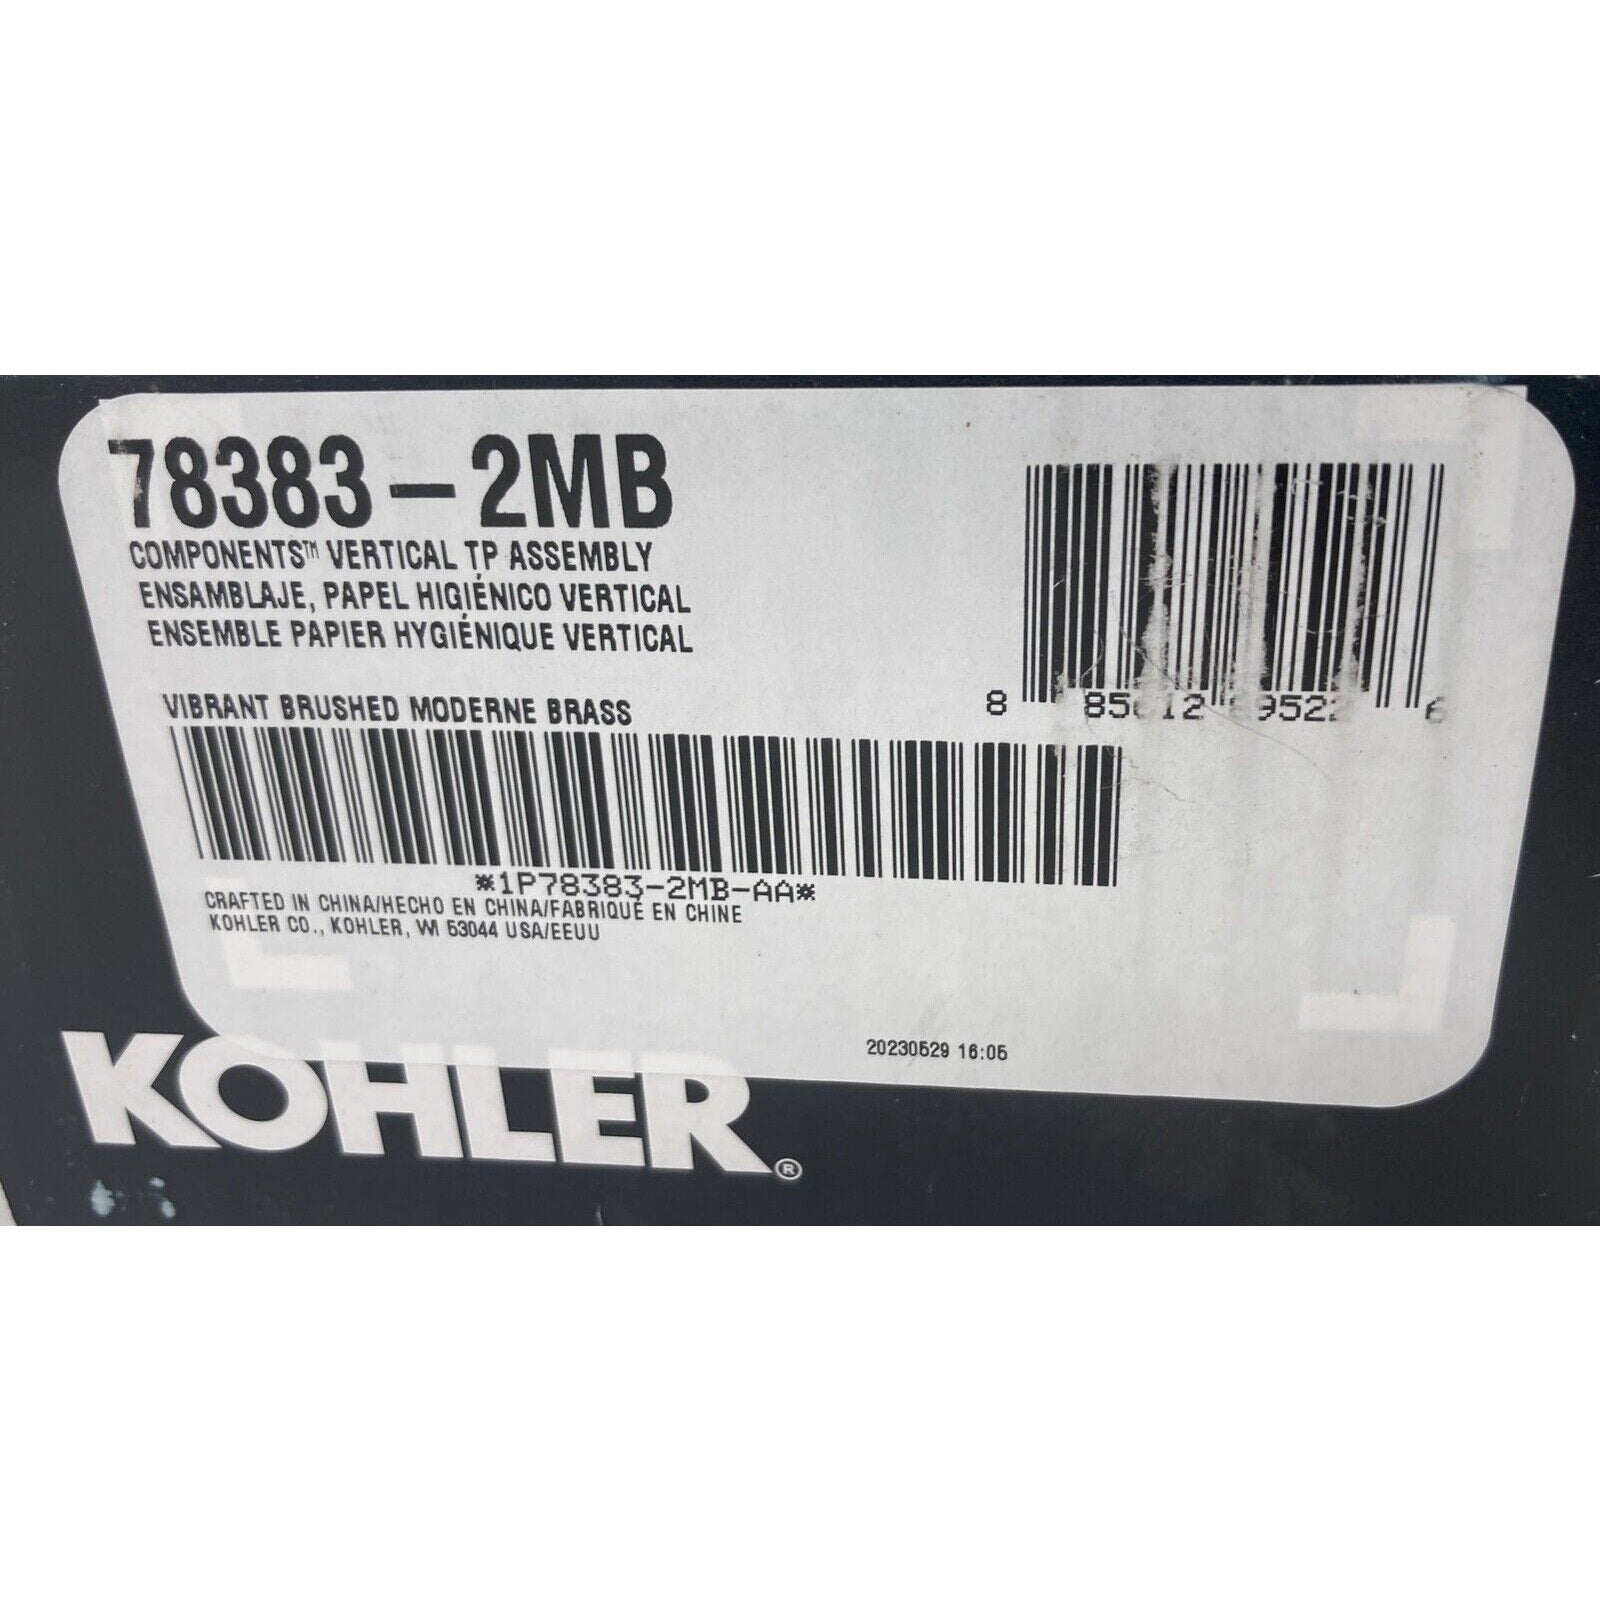 78383-2MB
COMPONENTS™ VERTICAL TP ASSEMBLY
ENSAMBLAJE, PAPEL HIGIÉNICO VERTICAL
ENSEMBLE PAPIER HYGIÉNIQUE VERTICAL
VIBRANT BRUSHED MODERNE BRASS
8 6
*1P78383-2MB-AA*
CRAFTED IN CHINA/HECHO EN CHINA/FABRIQUÉ EN CHINE
KOHLER CO., KOHLER, WI 53044 USA/EEUU
20230529 16:05
KOHLER®